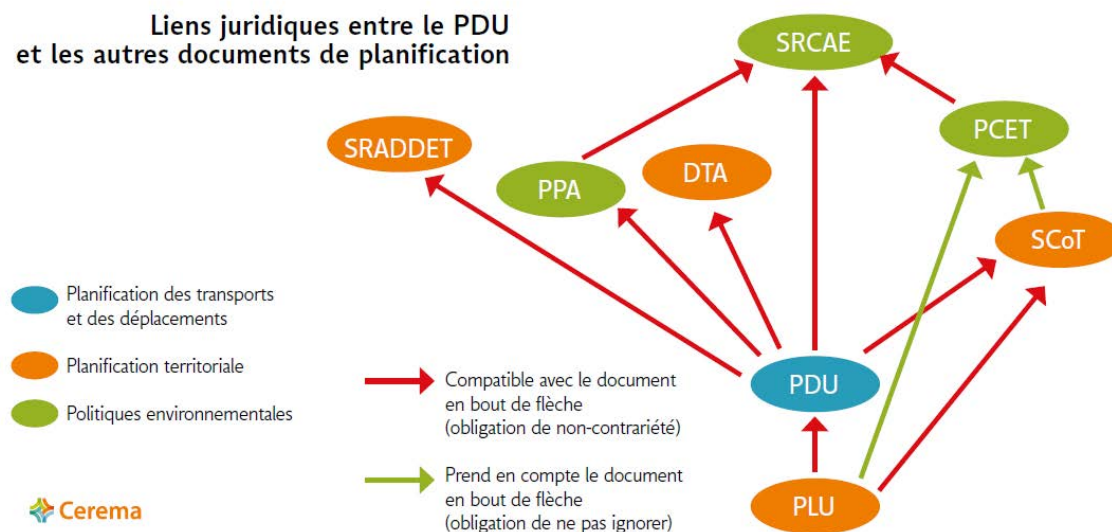 Liens juridiques entre le PDU
et les autres documents de planification
SRCAE
PCET
SRADDET
DTA
PPA
SCoT
Planification des transports
et des déplacements
Planification territoriale
Politiques environnementales
PDU
Compatible avec le document
en bout de flèche
(obligation de non-contrariété)
Prend en compte le document
en bout de flèche
(obligation de ne pas ignorer)
PLU
Cerema